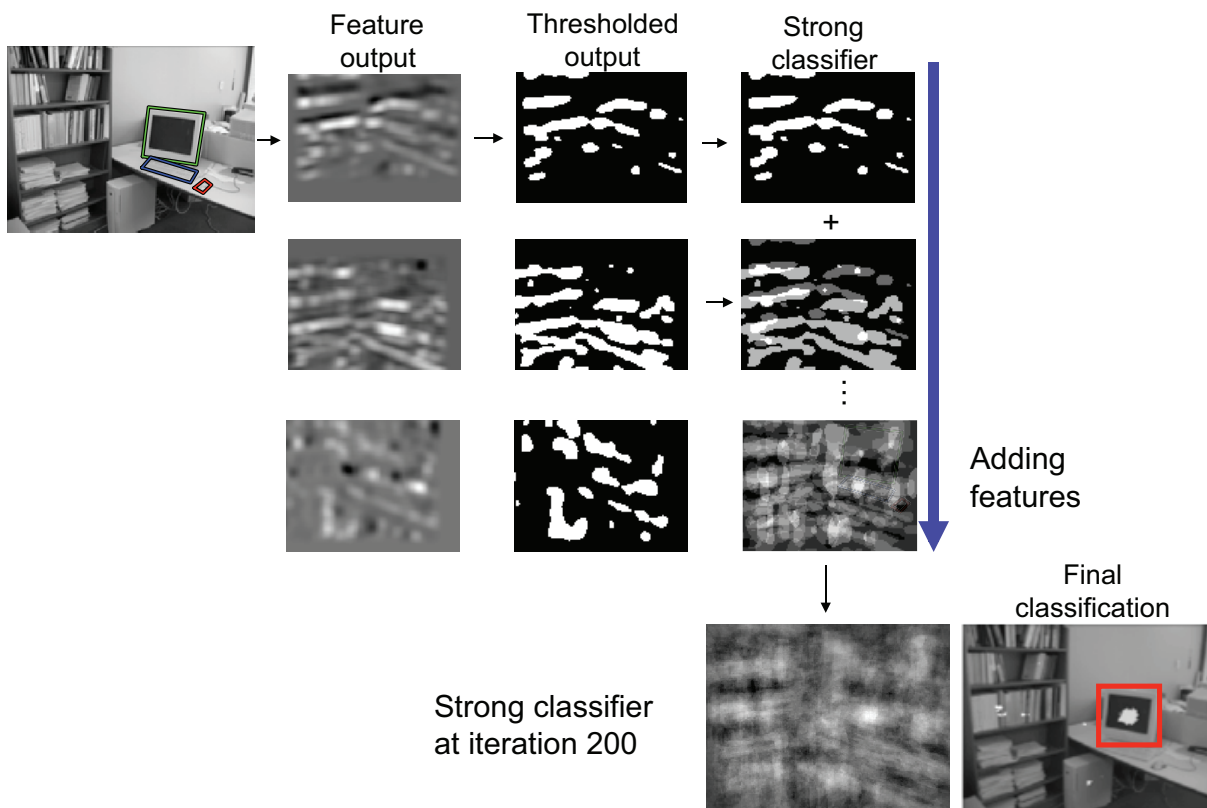 Feature
output
Thresholded
output
Strong
classifier
+
⋮
Adding
features
Final
classification
Strong classifier
at iteration 200